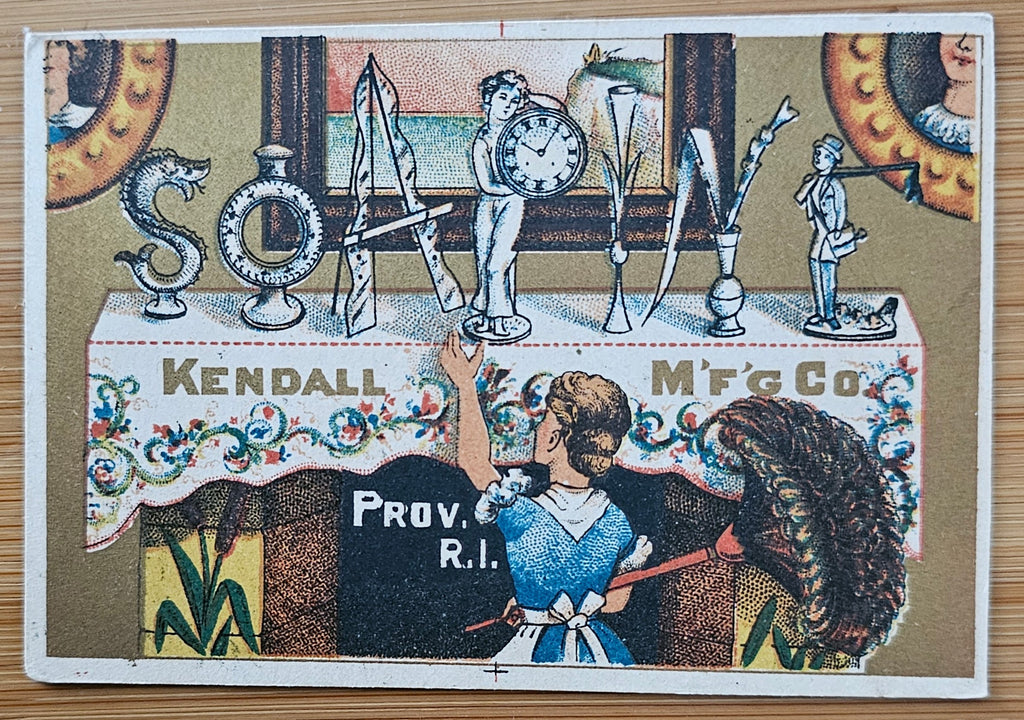 SOAPINE
KENDALL M'F'G CO.
PROV.
R.I.